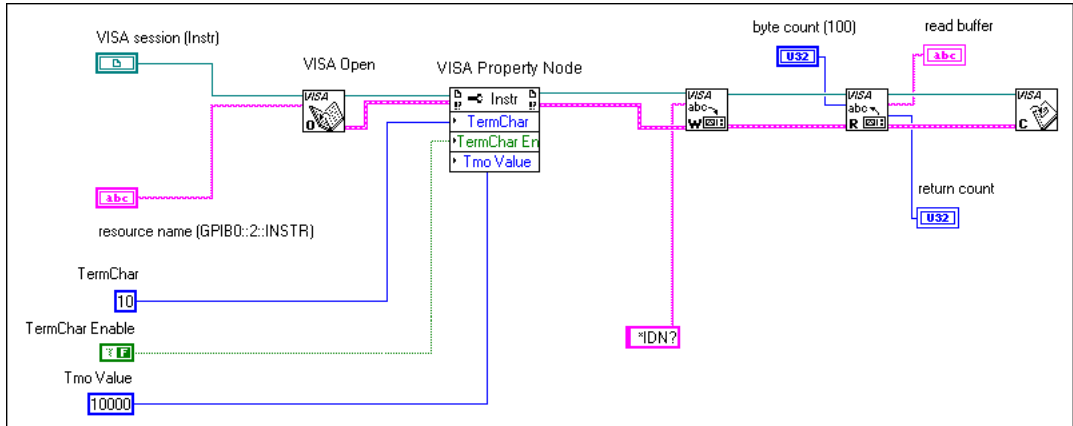 VISA session (Instr)
VISA Open
VISA Property Node
byte count (100)
read buffer
U32
abc
VISA
O
Instr
TermChar
TermChar En
Tmo Value
VISA
abc
W
VISA
abc
R
VISA
C
abc
resource name (GPIB0::2::INSTR)
return count
U32
TermChar
10
TermChar Enable
F
*IDN?
Tmo Value
10000